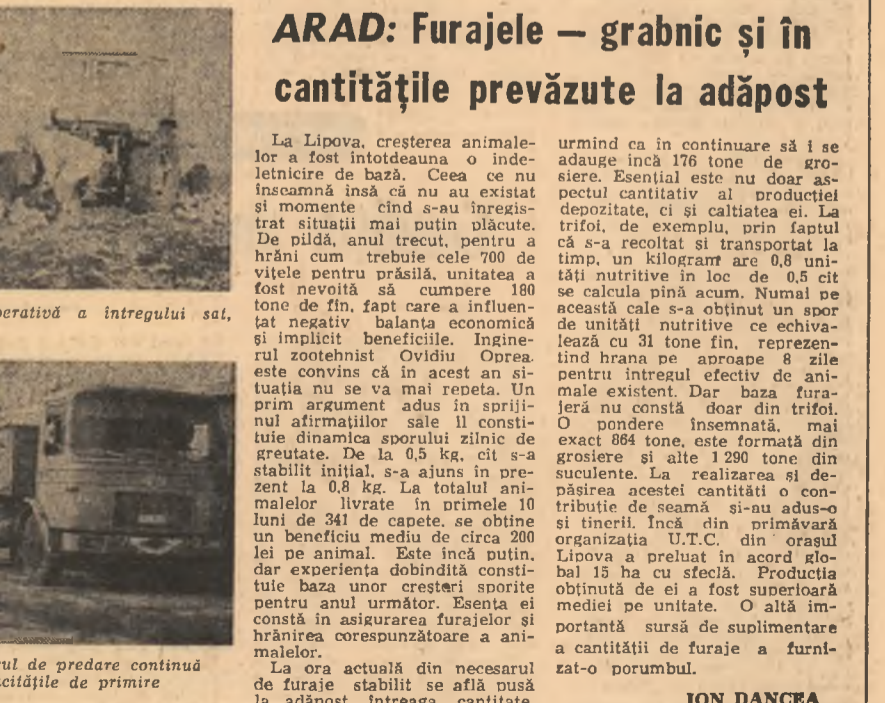 ARAD: Furajele — grabnic și în
cantitățile prevăzute la adăpost
perativă a întregului sat,
ul de predare continuă
citățile de primire
La Lipova, creșterea animale-
lor a fost întotdeauna o înde-
letnicire de bază. Ceea ce nu
înseamnă însă că nu au existat
și momente cînd s-au înregis-
trat situații mai puțin plăcute.
De pildă, anul trecut, pentru a
hrăni cum trebuie cele 700 de
vițele pentru prăsilă, unitatea a
fost nevoită să cumpere 180
tone de fîn, fapt care a influen-
țat negativ balanța economică
și implicit beneficiile. Ingine-
rul zootehnist Ovidiu Oprea
este convins că în acest an si-
tuația nu se va mai repeta. Un
prim argument adus în spriji-
nul afirmațiilor sale îl consti-
tuie dinamica sporului zilnic de
greutate. De la 0,5 kg, cît s-a
stabilit inițial, s-a ajuns în pre-
zent la 0,8 kg. La totalul ani-
malelor livrate în primele 10
luni de 341 de capete, se obține
un beneficiu mediu de circa 200
lei pe animal. Este încă puțin,
dar experiența dobîndită consti-
tuie baza unor creșteri sporite
pentru anul următor. Esența ei
constă în asigurarea furajelor și
hrănirea corespunzătoare a ani-
malelor.
La ora actuală din necesarul
de furaje stabilit se află pusă
la adăpost întreaga cantitate,
urmind ca în continuare să i se
adauge încă 176 tone de gro-
siere. Esențial este nu doar as-
pectul cantitativ al producției
depozitate, ci și caltiatea ei. La
trifoi, de exemplu, prin faptul
că s-a recoltat și transportat la
timp, un kilogram are 0,8 uni-
tăți nutritive în loc de 0,5 cît
se calcula pînă acum. Numai pe
această cale s-a obținut un spor
de unități nutritive ce echiva-
lează cu 31 tone fîn, reprezen-
tînd hrana pe aproape 8 zile
pentru întregul efectiv de ani-
male existent. Dar baza fura-
jeră nu constă doar din trifoi.
O pondere însemnată, mai
exact 864 tone, este formată din
grosiere și alte 1 290 tone din
suculente. La realizarea și de-
pășirea acestei cantități o con-
tribuție de seamă și-au adus-o
și tinerii. Încă din primăvară
organizația U.T.C. din orașul
Lipova a preluat în acord glo-
bal 15 ha cu sfeclă. Producția
obținută de ei a fost superioară
mediei pe unitate. O altă im-
portantă sursă de suplimentare
a cantității de furaje a furni-
zat-o porumbul.
ION DANCEA